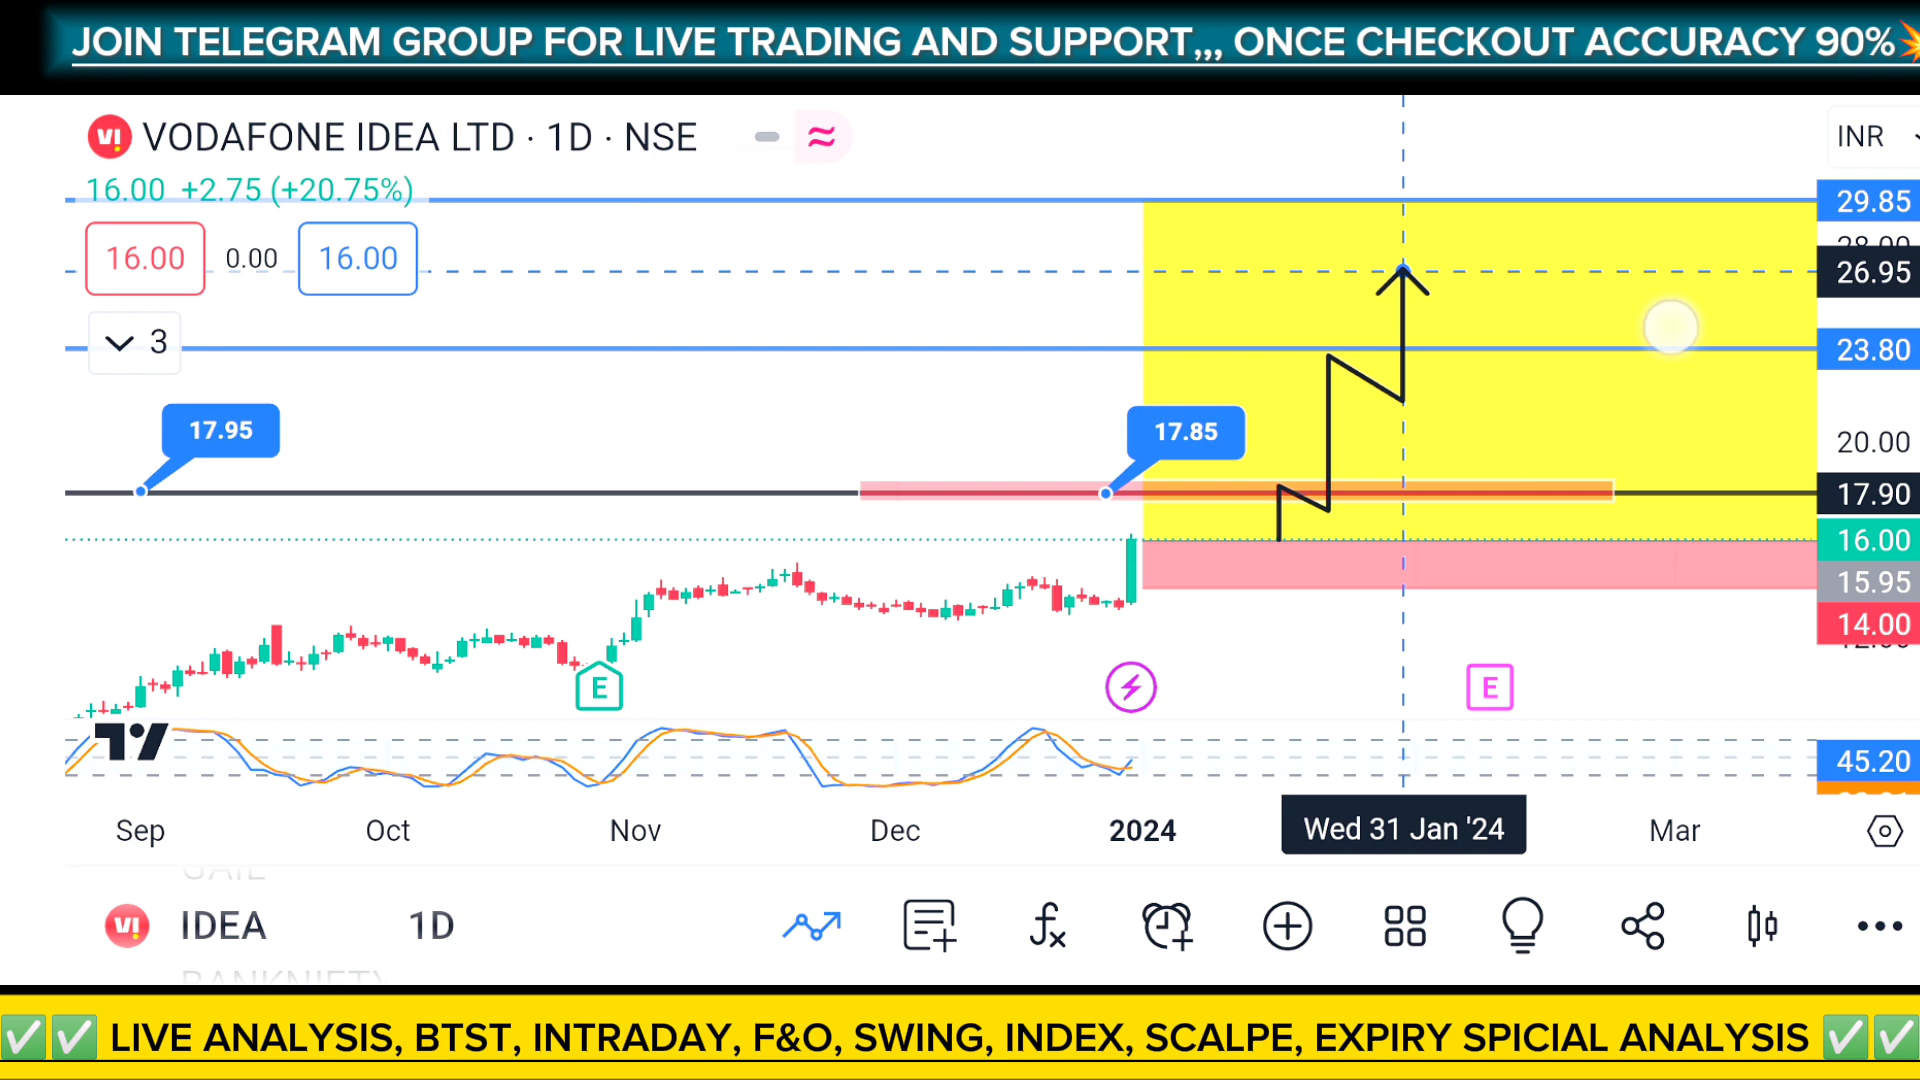 JOIN TELEGRAM GROUP FOR LIVE TRADING AND SUPPORT,,, ONCE CHECKOUT ACCURACY 90%
VODAFONE IDEA LTD · 1D · NSE
INR
16.00 +2.75 (+20.75%)
29.85
16.00 0.00 16.00
26.95
3
23.80
17.95
17.85
20.00
17.90
16.00
15.95
14.00
E
E
45.20
Sep Oct Nov Dec 2024 Wed 31 Jan '24 Mar
GAIL
IDEA 1D
BANKNIFTY
LIVE ANALYSIS, BTST, INTRADAY, F&O, SWING, INDEX, SCALPE, EXPIRY SPICIAL ANALYSIS